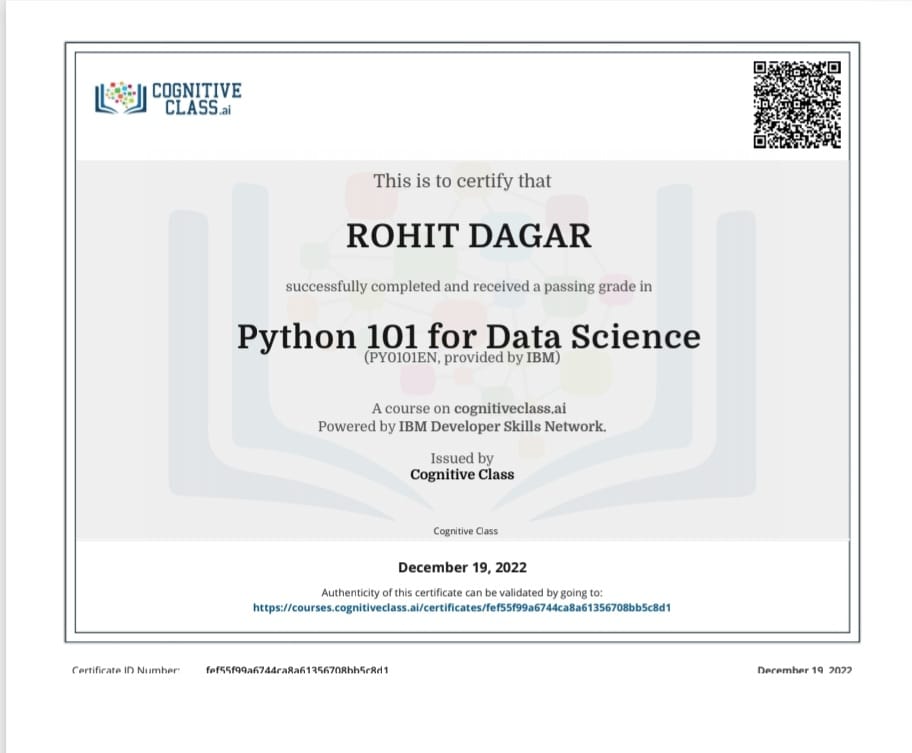 COGNITIVE
CLASS.ai
This is to certify that
ROHIT DAGAR
successfully completed and received a passing grade in
Python 101 for Data Science
(PY0101EN, provided by IBM)
A course on cognitiveclass.ai
Powered by IBM Developer Skills Network.
Issued by
Cognitive Class
Cognitive Class
December 19, 2022
Authenticity of this certificate can be validated by going to:
https://courses.cognitiveclass.ai/certificates/fef55f99a6744ca8a61356708bb5c8d1
Certificate ID Number: fef55f99a6744ca8a61356708bb5c8d1 December 19, 2022